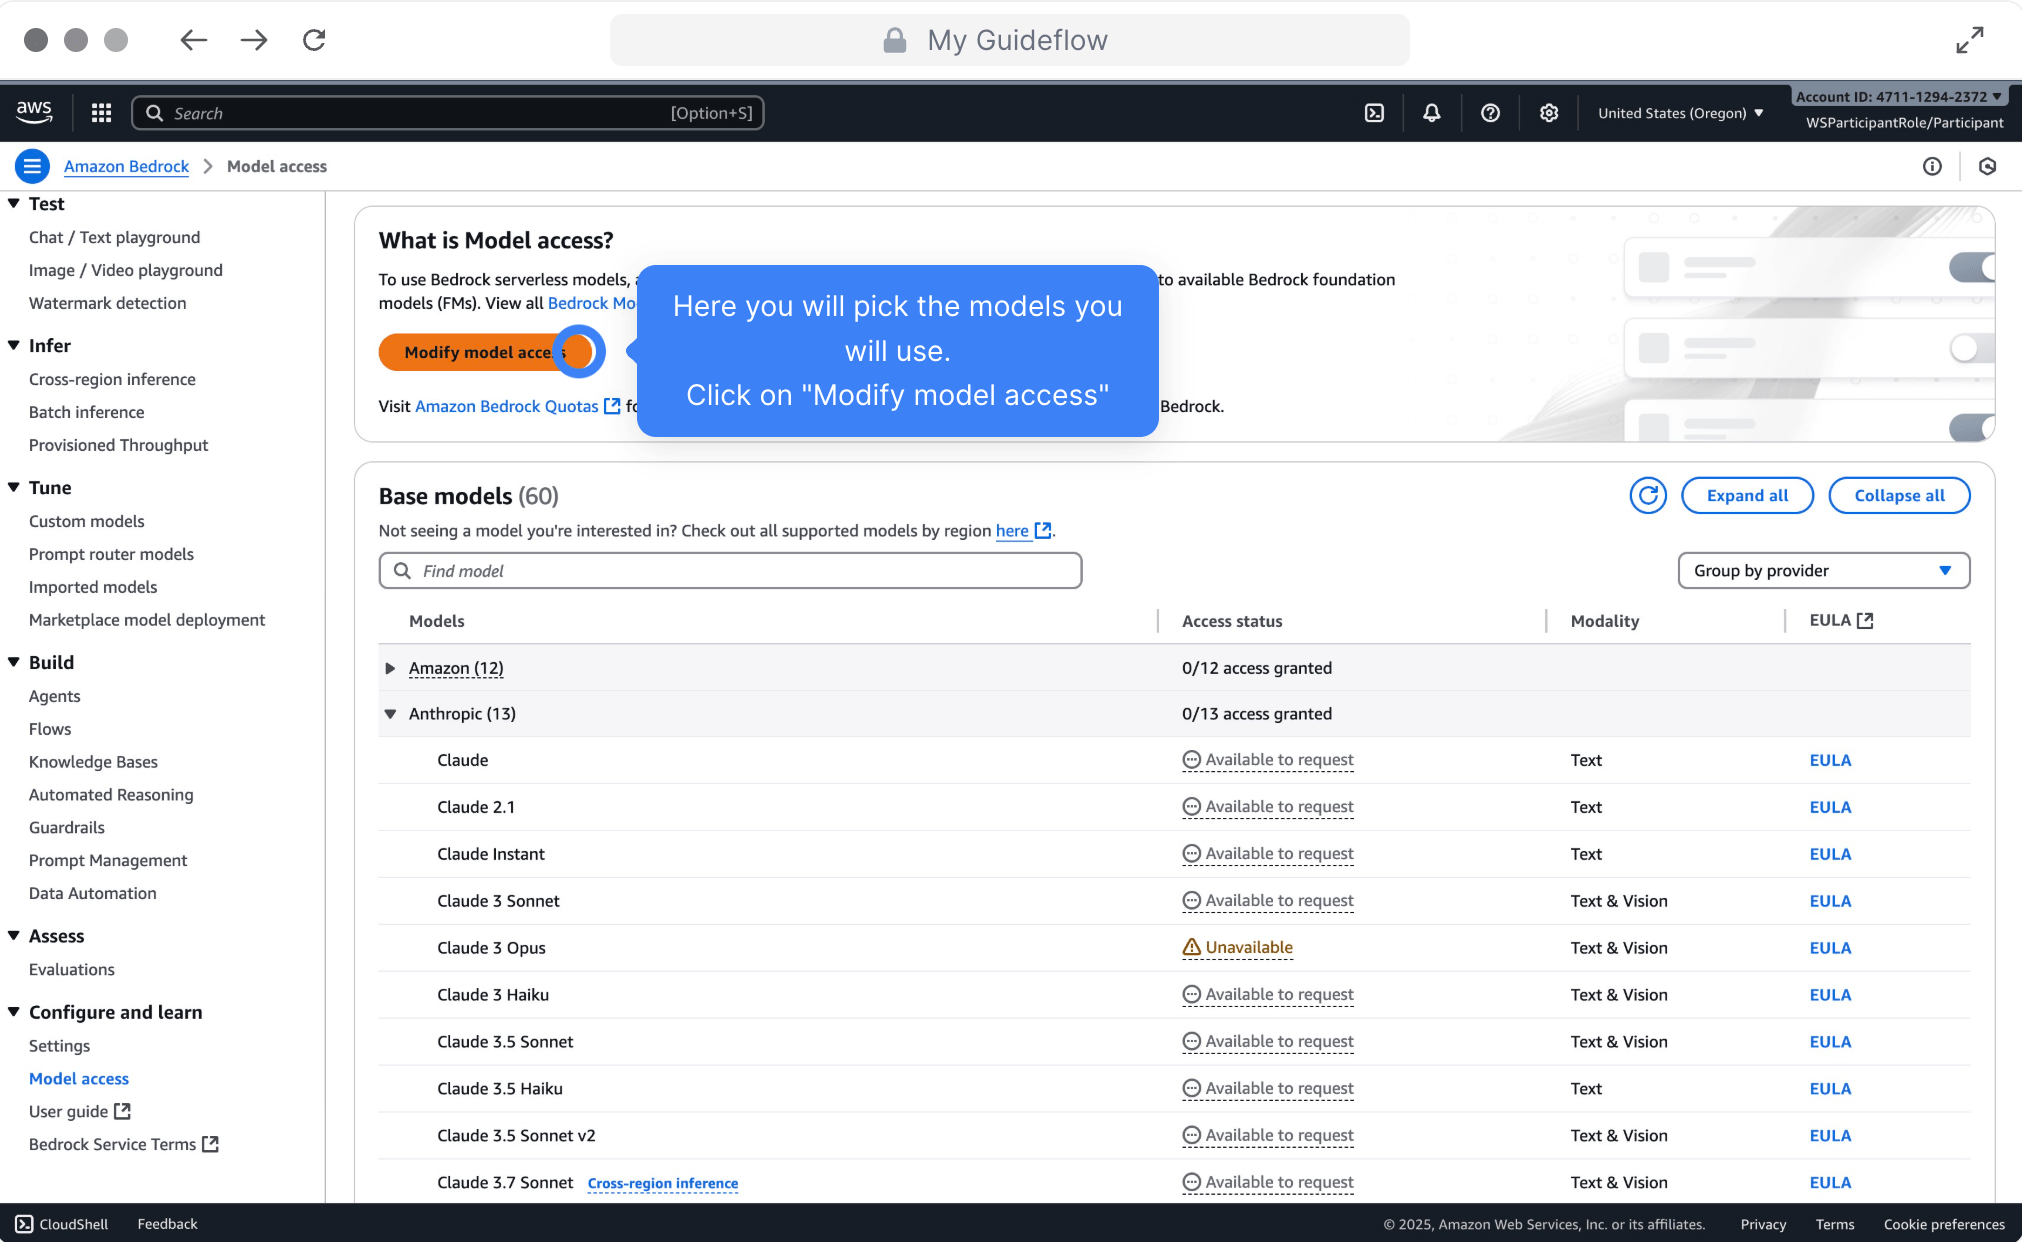 My Guideflow
aws
Search
[Option+S]
United States (Oregon)
Account ID: 4711-1294-2372
WSParticipantRole/Participant
Amazon Bedrock
Model access
Test
Chat / Text playground
Image / Video playground
Watermark detection
Infer
Cross-region inference
Batch inference
Provisioned Throughput
Tune
Custom models
Prompt router models
Imported models
Marketplace model deployment
Build
Agents
Flows
Knowledge Bases
Automated Reasoning
Guardrails
Prompt Management
Data Automation
Assess
Evaluations
Configure and learn
Settings
Model access
User guide
Bedrock Service Terms
What is Model access?
To use Bedrock serverless models, to available Bedrock foundation
models (FMs). View all Bedrock
Modify model access
Visit Amazon Bedrock Quotas Bedrock.
Here you will pick the models you
will use.
Click on "Modify model access"
Base models (60)
Expand all
Collapse all
Not seeing a model you're interested in? Check out all supported models by region here.
Find model
Group by provider
Models Access status Modality EULA
Amazon (12) 0/12 access granted
Anthropic (13) 0/13 access granted
Claude Available to request Text EULA
Claude 2.1 Available to request Text EULA
Claude Instant Available to request Text EULA
Claude 3 Sonnet Available to request Text & Vision EULA
Claude 3 Opus Unavailable Text & Vision EULA
Claude 3 Haiku Available to request Text & Vision EULA
Claude 3.5 Sonnet Available to request Text & Vision EULA
Claude 3.5 Haiku Available to request Text EULA
Claude 3.5 Sonnet v2 Available to request Text & Vision EULA
Claude 3.7 Sonnet Cross-region inference Available to request Text & Vision EULA
CloudShell Feedback © 2025, Amazon Web Services, Inc. or its affiliates. Privacy Terms Cookie preferences